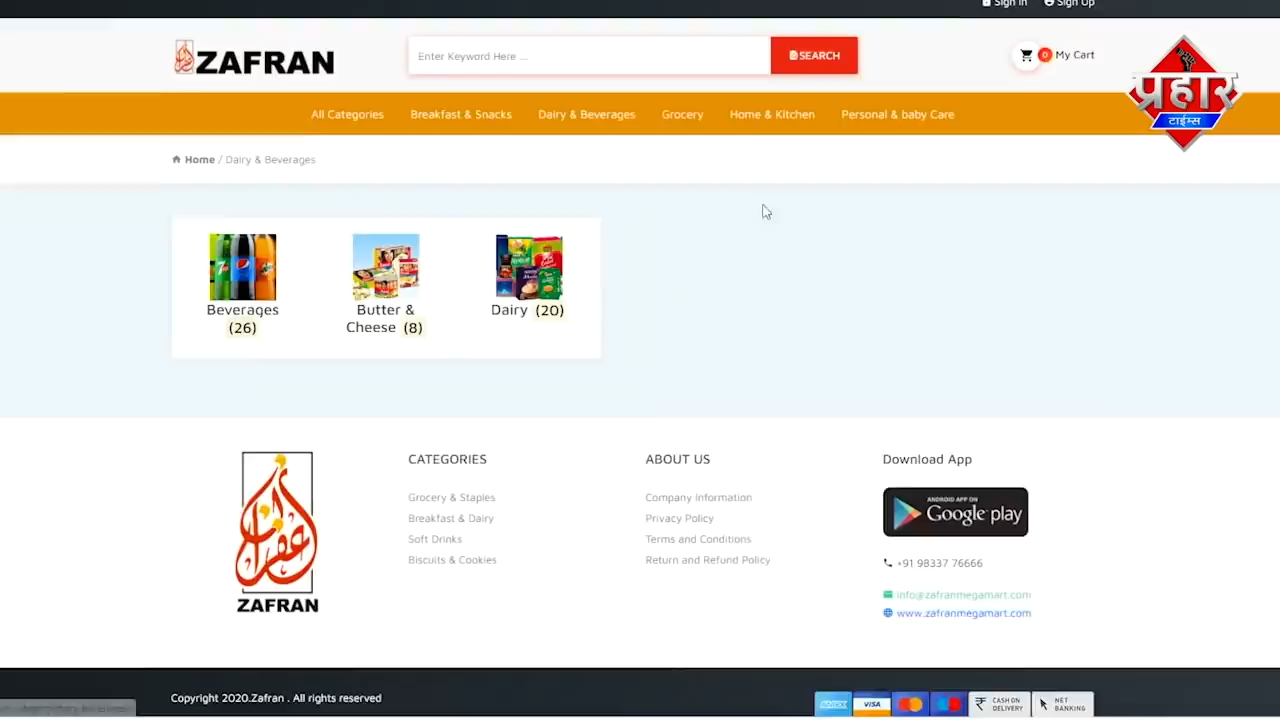 Sign In Sign Up
ZAFRAN
Enter Keyword Here ...
SEARCH
0 My Cart
प्रहार
टाईम्स
All Categories Breakfast & Snacks Dairy & Beverages Grocery Home & Kitchen Personal & baby Care
Home / Dairy & Beverages
Beverages
(26)
Butter &
Cheese (8)
Dairy (20)
زعفران
ZAFRAN
CATEGORIES
Grocery & Staples
Breakfast & Dairy
Soft Drinks
Biscuits & Cookies
ABOUT US
Company Information
Privacy Policy
Terms and Conditions
Return and Refund Policy
Download App
ANDROID APP ON
Google play
+91 98337 76666
info@zafranmegamart.com
www.zafranmegamart.com
Copyright 2020.Zafran . All rights reserved
VISA
₹ CASH ON
DELIVERY
NET
BANKING